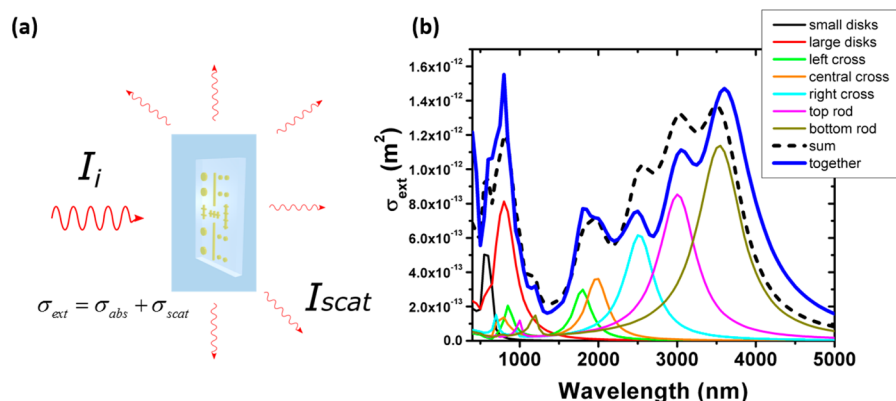 (a)
I_i
I_scat
σ_ext = σ_abs + σ_scat
(b)
small disks
large disks
left cross
central cross
right cross
top rod
bottom rod
sum
together
σ_ext (m²)
1.6x10⁻¹²
1.4x10⁻¹²
1.2x10⁻¹²
1.0x10⁻¹²
8.0x10⁻¹³
6.0x10⁻¹³
4.0x10⁻¹³
2.0x10⁻¹³
0.0
1000 2000 3000 4000 5000
Wavelength (nm)